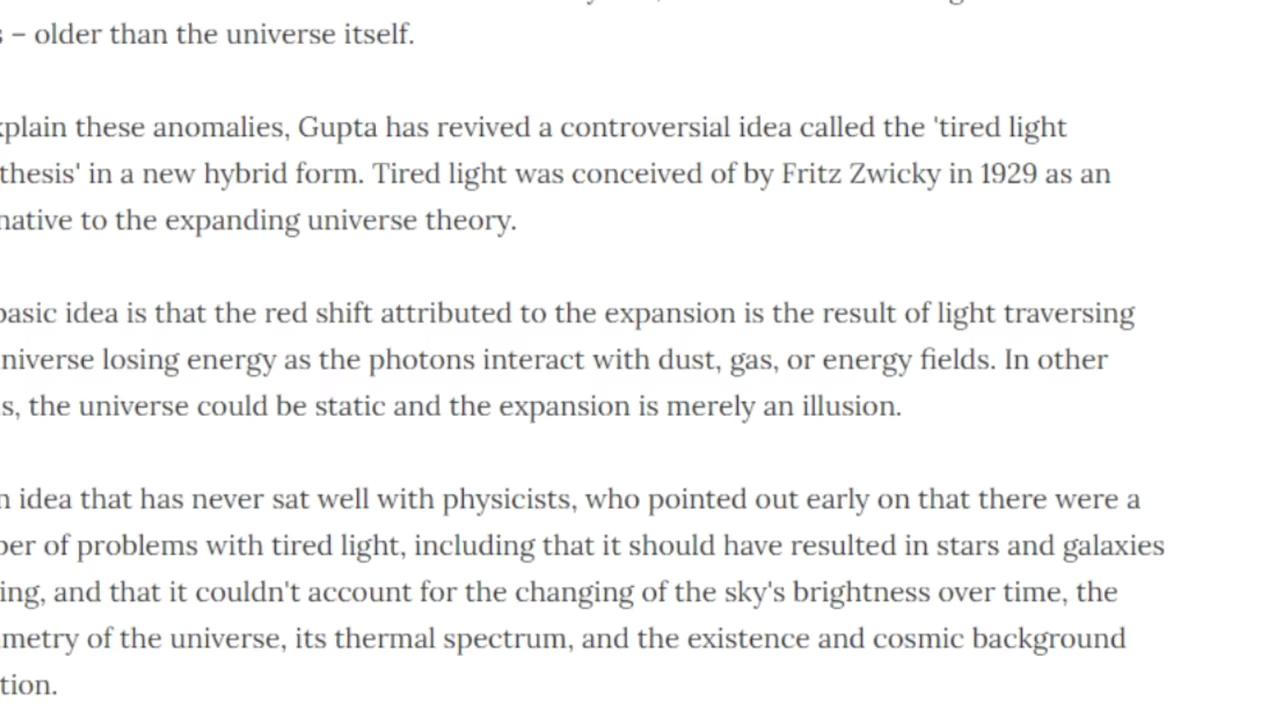 – older than the universe itself.
these anomalies, Gupta has revived a controversial idea called the 'tired light
thesis' in a new hybrid form. Tired light was conceived of by Fritz Zwicky in 1929 as an
native to the expanding universe theory.
basic idea is that the red shift attributed to the expansion is the result of light traversing
niverse losing energy as the photons interact with dust, gas, or energy fields. In other
s, the universe could be static and the expansion is merely an illusion.
n idea that has never sat well with physicists, who pointed out early on that there were a
ber of problems with tired light, including that it should have resulted in stars and galaxies
ing, and that it couldn't account for the changing of the sky's brightness over time, the
metry of the universe, its thermal spectrum, and the existence and cosmic background
tion.